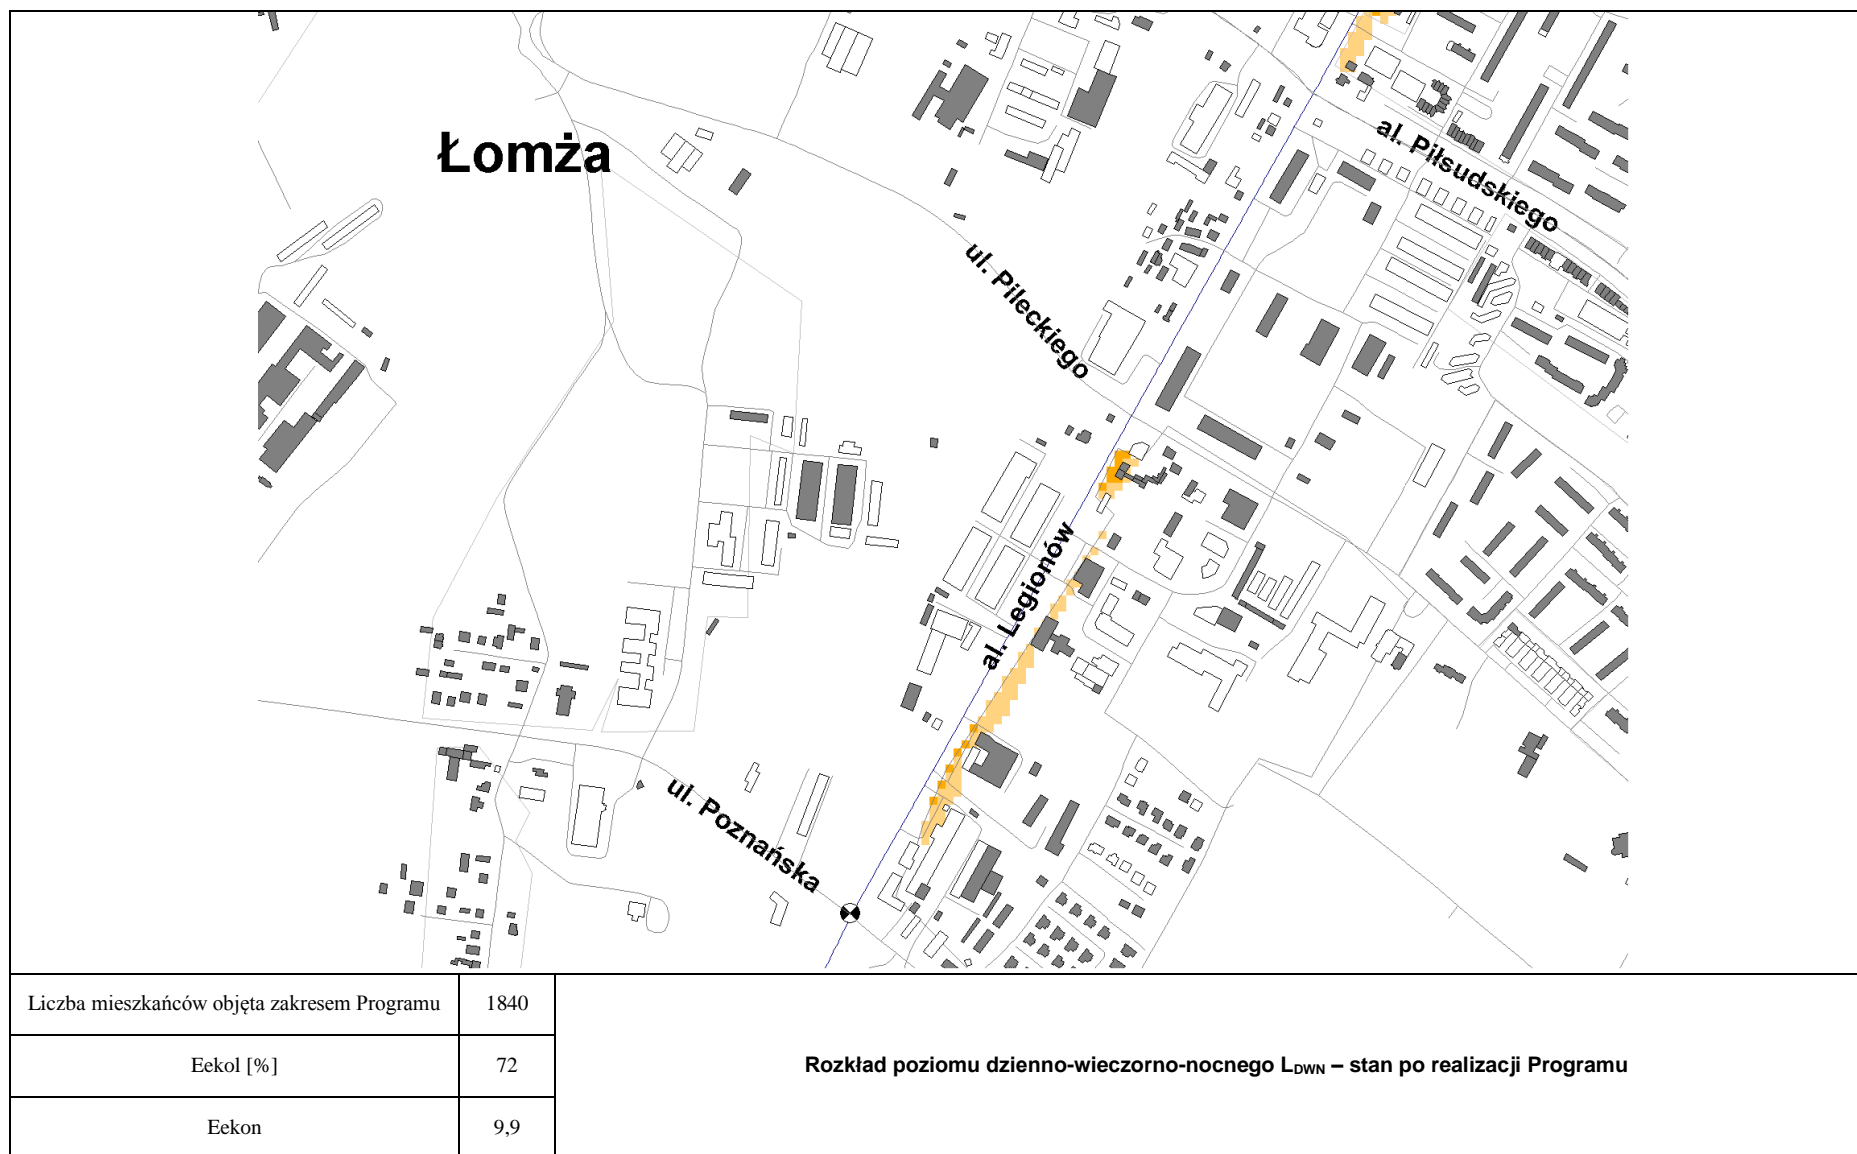 Łomża
al. Piłsudskiego
ul. Pileckiego
al. Legionów
ul. Poznańska
Liczba mieszkańców objęta zakresem Programu 1840
Eekol [%] 72
Eekon 9,9
Rozkład poziomu dzienno-wieczorno-nocnego LDWN – stan po realizacji Programu